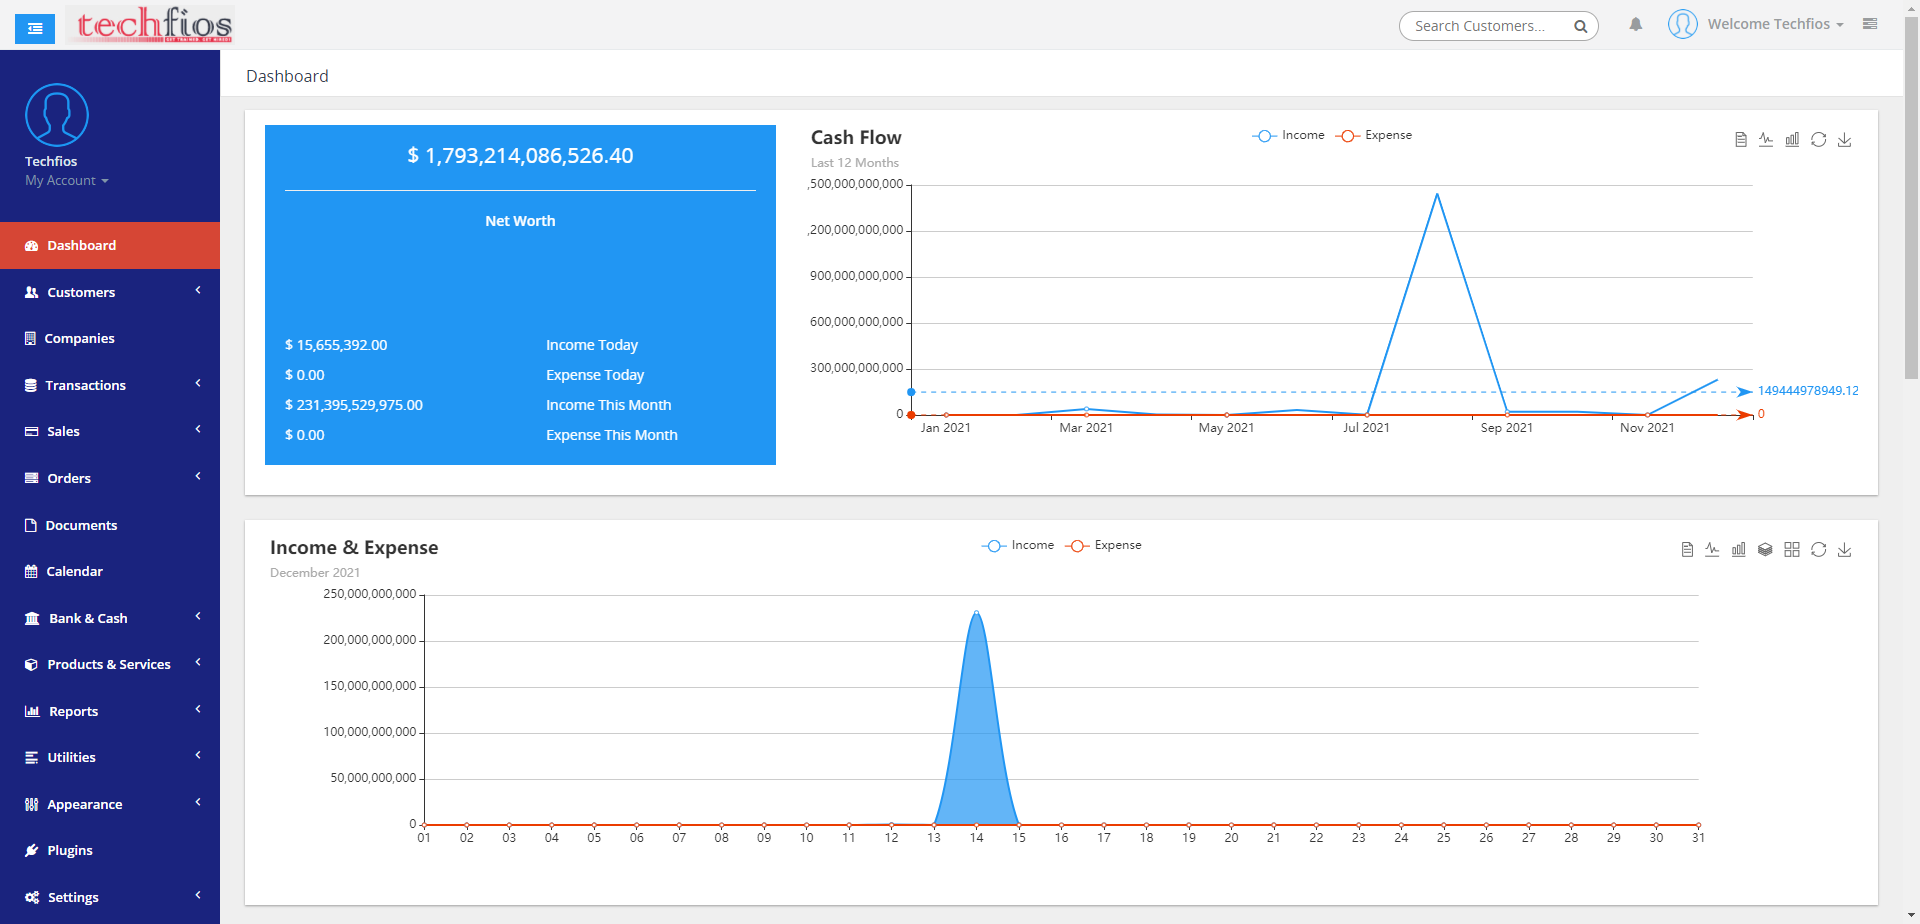 techfios
GET TRAINED. GET HIRED!
Search Customers...
Welcome Techfios
Techfios
My Account
Dashboard
Customers
Companies
Transactions
Sales
Orders
Documents
Calendar
Bank & Cash
Products & Services
Reports
Utilities
Appearance
Plugins
Settings
Dashboard
$ 1,793,214,086,526.40
Net Worth
$ 15,655,392.00 Income Today
$ 0.00 Expense Today
$ 231,395,529,975.00 Income This Month
$ 0.00 Expense This Month
Cash Flow
Last 12 Months
Income Expense
,500,000,000,000
,200,000,000,000
900,000,000,000
600,000,000,000
300,000,000,000
0
149444978949.12
0
Jan 2021 Mar 2021 May 2021 Jul 2021 Sep 2021 Nov 2021
Income & Expense
December 2021
Income Expense
250,000,000,000
200,000,000,000
150,000,000,000
100,000,000,000
50,000,000,000
0
01 02 03 04 05 06 07 08 09 10 11 12 13 14 15 16 17 18 19 20 21 22 23 24 25 26 27 28 29 30 31